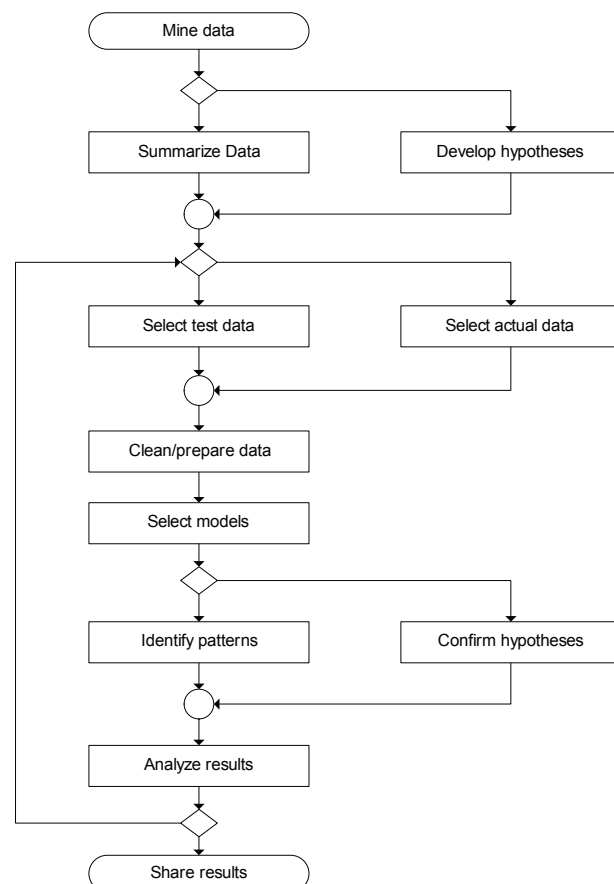 Mine data
Summarize Data
Develop hypotheses
Select test data
Select actual data
Clean/prepare data
Select models
Identify patterns
Confirm hypotheses
Analyze results
Share results